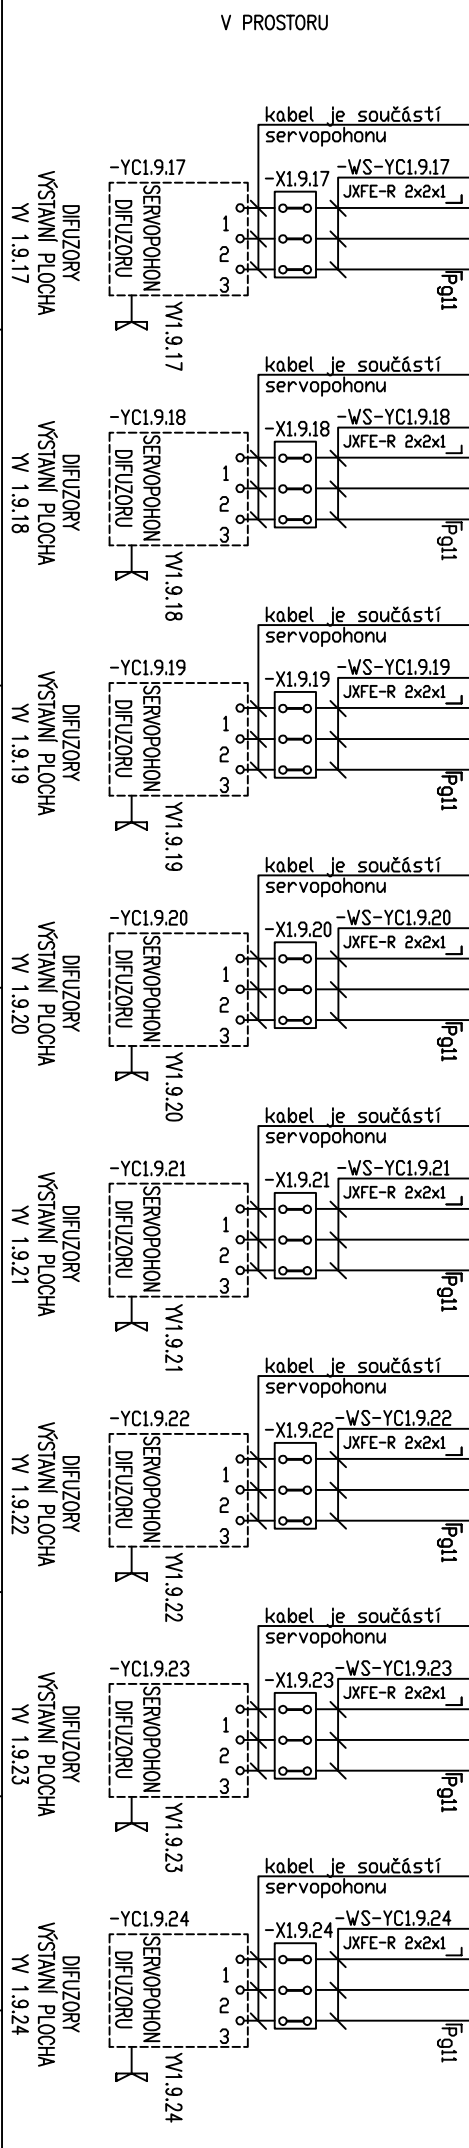 V PROSTORU
kabel je součástí
servopohonu
-YC1.9.17
-X1.9.17
-WS-YC1.9.17
JXFE-R 2x2x1
Pg11
SERVOPOHON
DIFUZORU
1
2
3
YV1.9.17
DIFUZORY
VÝSTAVNÍ PLOCHA
YV 1.9.17
kabel je součástí
servopohonu
-YC1.9.18
-X1.9.18
-WS-YC1.9.18
JXFE-R 2x2x1
Pg11
SERVOPOHON
DIFUZORU
1
2
3
YV1.9.18
DIFUZORY
VÝSTAVNÍ PLOCHA
YV 1.9.18
kabel je součástí
servopohonu
-YC1.9.19
-X1.9.19
-WS-YC1.9.19
JXFE-R 2x2x1
Pg11
SERVOPOHON
DIFUZORU
1
2
3
YV1.9.19
DIFUZORY
VÝSTAVNÍ PLOCHA
YV 1.9.19
kabel je součástí
servopohonu
-YC1.9.20
-X1.9.20
-WS-YC1.9.20
JXFE-R 2x2x1
Pg11
SERVOPOHON
DIFUZORU
1
2
3
YV1.9.20
DIFUZORY
VÝSTAVNÍ PLOCHA
YV 1.9.20
kabel je součástí
servopohonu
-YC1.9.21
-X1.9.21
-WS-YC1.9.21
JXFE-R 2x2x1
Pg11
SERVOPOHON
DIFUZORU
1
2
3
YV1.9.21
DIFUZORY
VÝSTAVNÍ PLOCHA
YV 1.9.21
kabel je součástí
servopohonu
-YC1.9.22
-X1.9.22
-WS-YC1.9.22
JXFE-R 2x2x1
Pg11
SERVOPOHON
DIFUZORU
1
2
3
YV1.9.22
DIFUZORY
VÝSTAVNÍ PLOCHA
YV 1.9.22
kabel je součástí
servopohonu
-YC1.9.23
-X1.9.23
-WS-YC1.9.23
JXFE-R 2x2x1
Pg11
SERVOPOHON
DIFUZORU
1
2
3
YV1.9.23
DIFUZORY
VÝSTAVNÍ PLOCHA
YV 1.9.23
kabel je součástí
servopohonu
-YC1.9.24
-X1.9.24
-WS-YC1.9.24
JXFE-R 2x2x1
Pg11
SERVOPOHON
DIFUZORU
1
2
3
YV1.9.24
DIFUZORY
VÝSTAVNÍ PLOCHA
YV 1.9.24